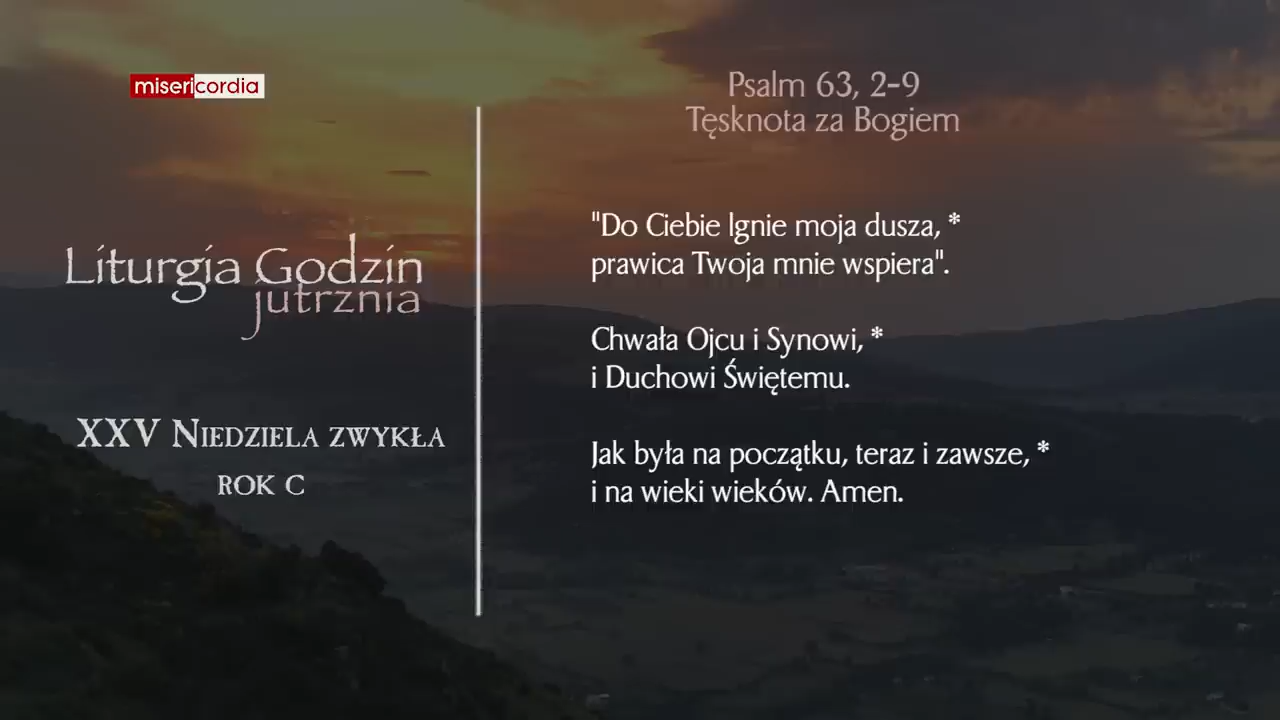 misericordia
Liturgia Godzin
jutrznia
XXV Niedziela zwykła
rok C
Psalm 63, 2-9
Tęsknota za Bogiem
"Do Ciebie lgnie moja dusza, *
prawica Twoja mnie wspiera".
Chwała Ojcu i Synowi, *
i Duchowi Świętemu.
Jak była na początku, teraz i zawsze, *
i na wieki wieków. Amen.